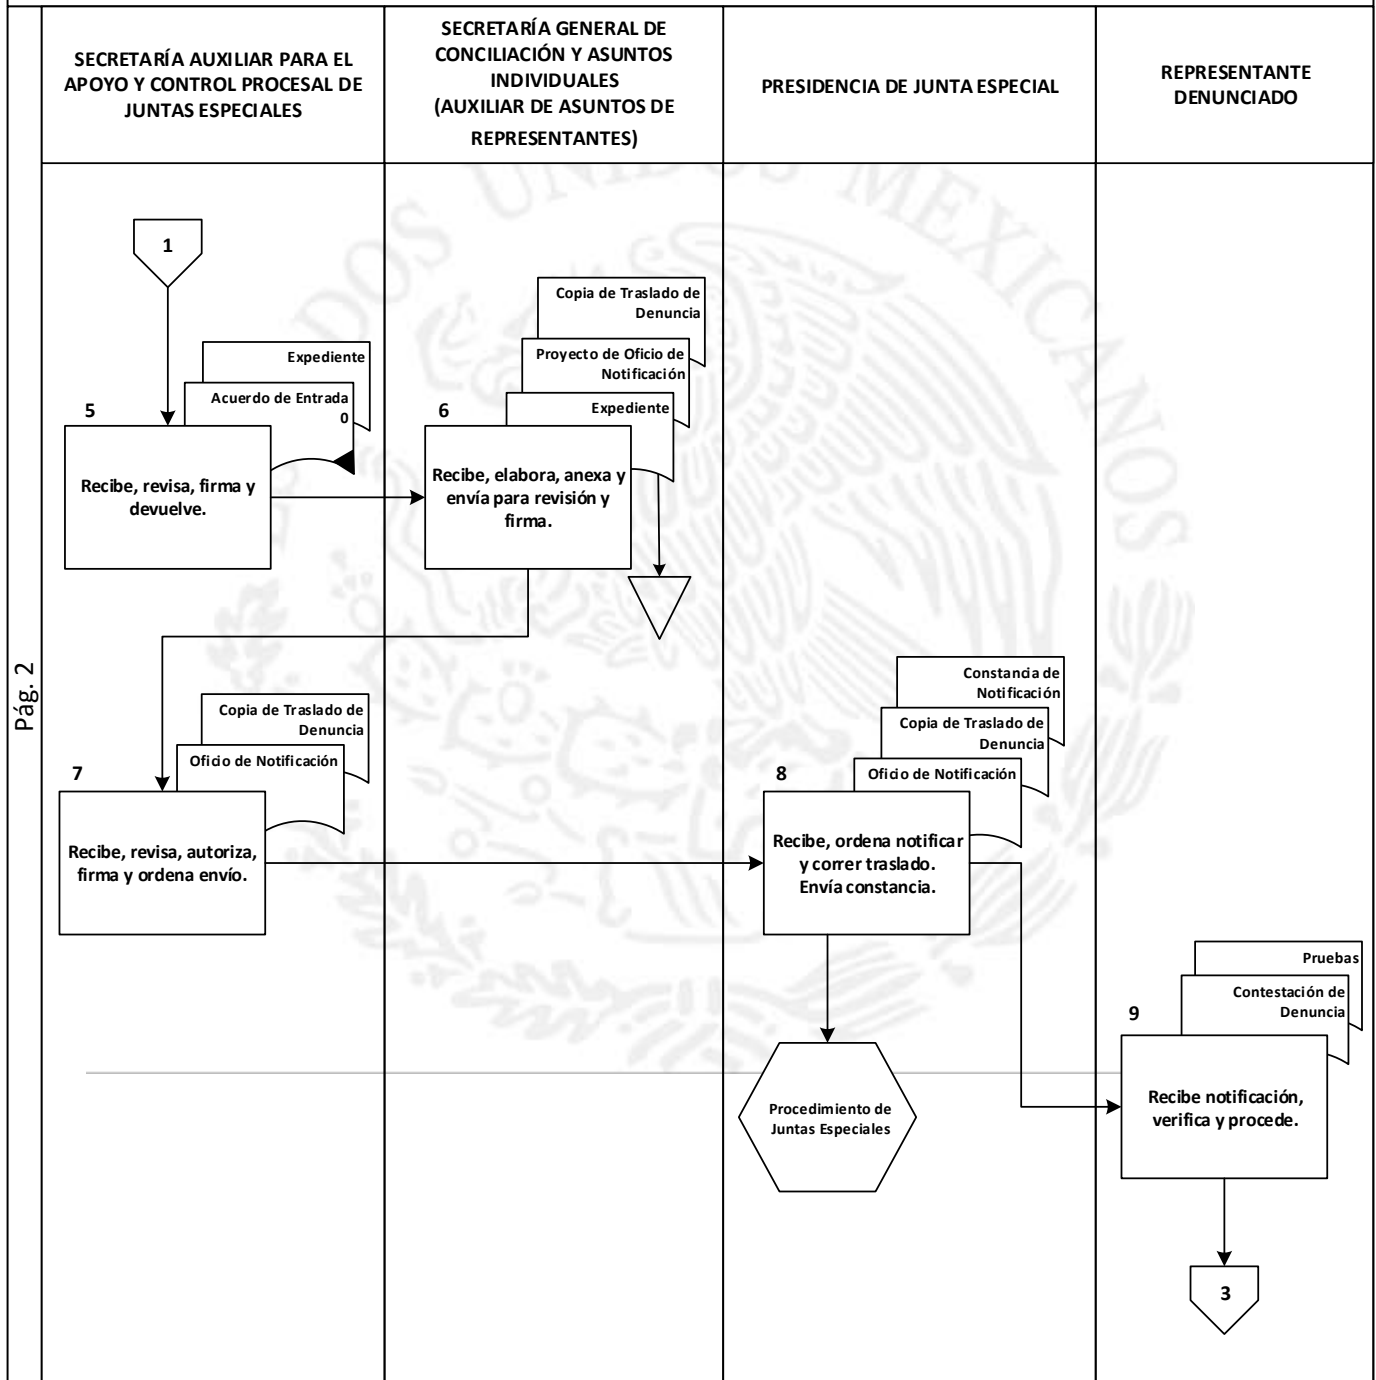 SECRETARÍA AUXILIAR PARA EL
APOYO Y CONTROL PROCESAL DE
JUNTAS ESPECIALES
SECRETARÍA GENERAL DE
CONCILIACIÓN Y ASUNTOS
INDIVIDUALES
(AUXILIAR DE ASUNTOS DE
REPRESENTANTES)
PRESIDENCIA DE JUNTA ESPECIAL
REPRESENTANTE
DENUNCIADO
Pág. 2
1
Expediente
Acuerdo de Entrada
0
5
Recibe, revisa, firma y
devuelve.
Copia de Traslado de
Denuncia
Proyecto de Oficio de
Notificación
Expediente
6
Recibe, elabora, anexa y
envía para revisión y
firma.
Copia de Traslado de
Denuncia
Oficio de Notificación
7
Recibe, revisa, autoriza,
firma y ordena envío.
Constancia de
Notificación
Copia de Traslado de
Denuncia
Oficio de Notificación
8
Recibe, ordena notificar
y correr traslado.
Envía constancia.
Procedimiento de
Juntas Especiales
Pruebas
Contestación de
Denuncia
9
Recibe notificación,
verifica y procede.
3
DOS UNIDOS MEXICANOS